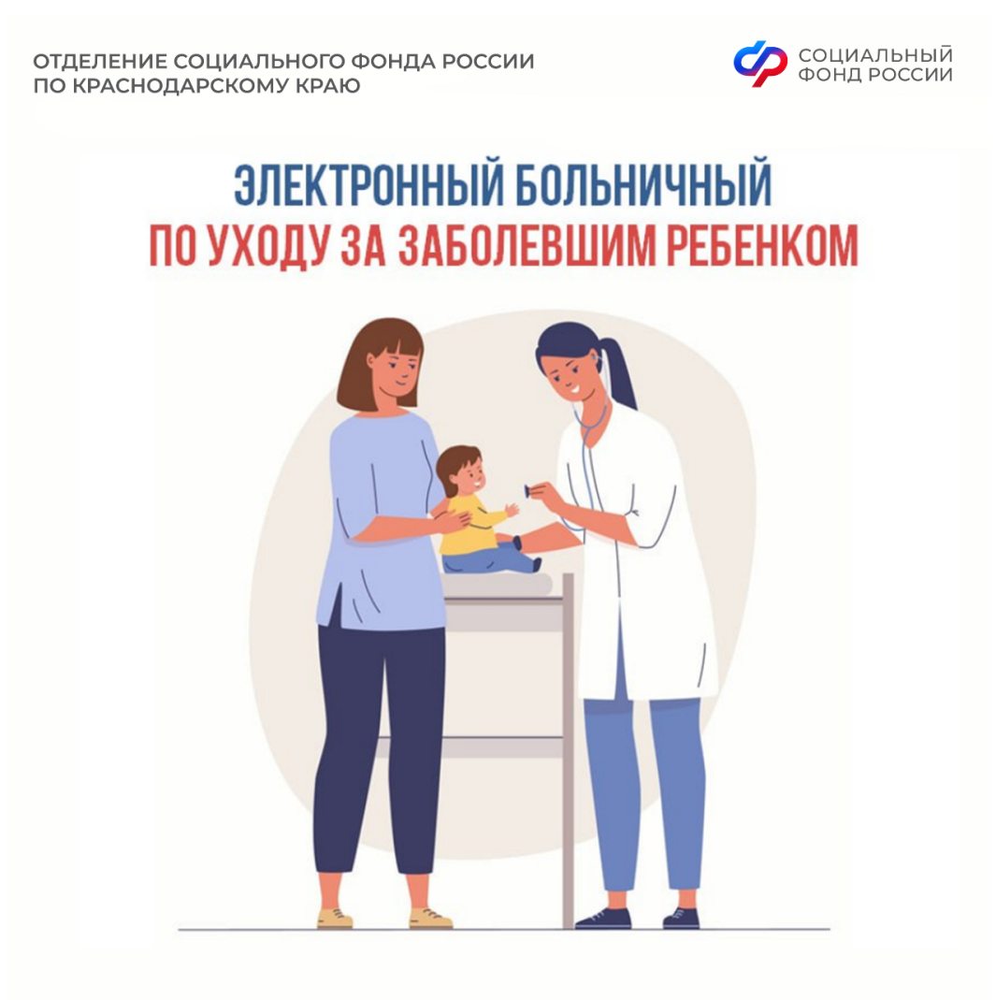 ОТДЕЛЕНИЕ СОЦИАЛЬНОГО ФОНДА РОССИИ
ПО КРАСНОДАРСКОМУ КРАЮ
СОЦИАЛЬНЫЙ
ФОНД РОССИИ
ЭЛЕКТРОННЫЙ БОЛЬНИЧНЫЙ
ПО УХОДУ ЗА ЗАБОЛЕВШИМ РЕБЕНКОМ